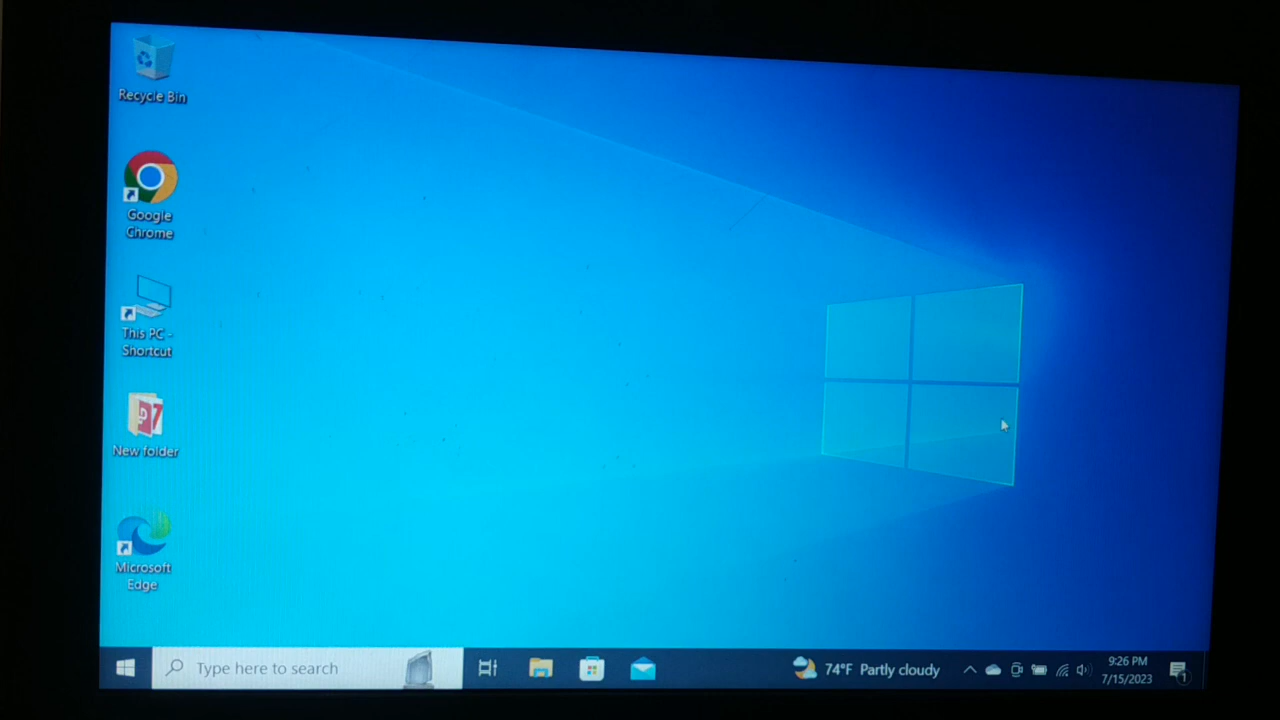 Recycle Bin
Google
Chrome
This PC -
Shortcut
New folder
Microsoft
Edge
Type here to search
74°F Partly cloudy
9:26 PM
7/15/2023
1